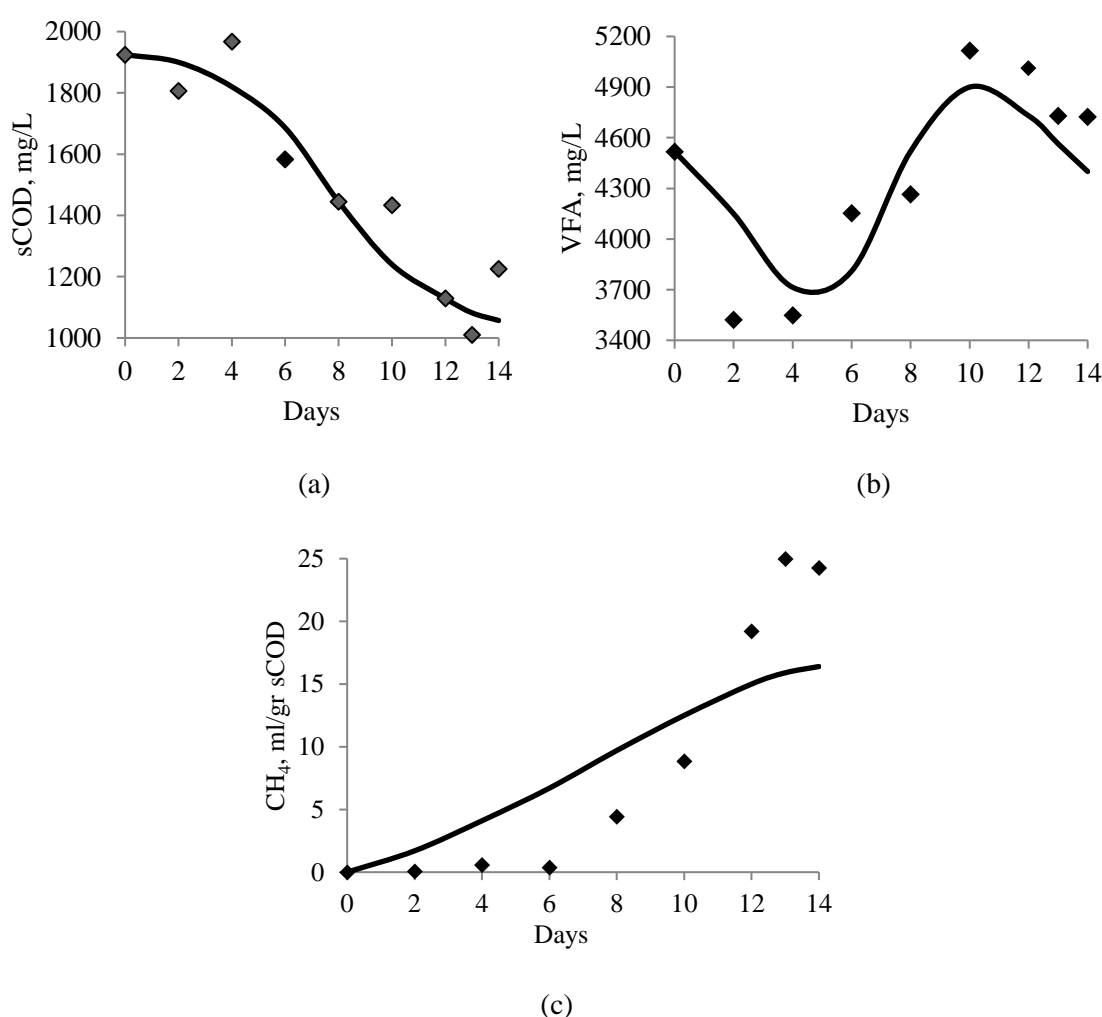 2000
1800
1600
1400
1200
1000
sCOD, mg/L
0 2 4 6 8 10 12 14
Days
(a)
5200
4900
4600
4300
4000
3700
3400
VFA, mg/L
0 2 4 6 8 10 12 14
Days
(b)
25
20
15
10
5
0
CH₄, ml/gr sCOD
0 2 4 6 8 10 12 14
Days
(c)